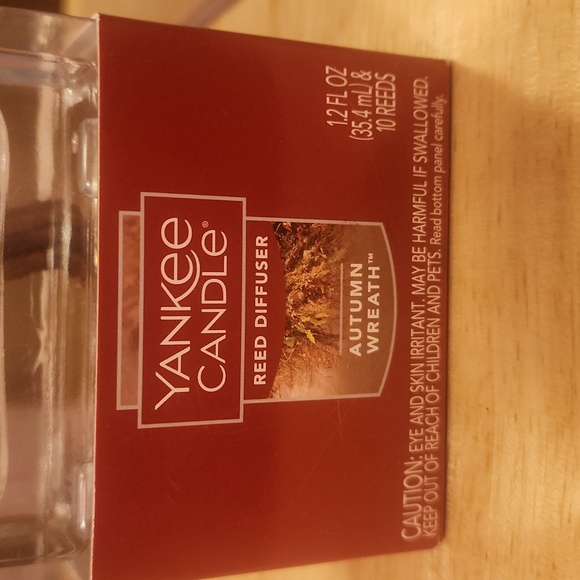 YANKEE
CANDLE®
REED DIFFUSER
AUTUMN
WREATH™
1.2 FL OZ
(35.4 mL) &
10 REEDS
CAUTION: EYE AND SKIN IRRITANT. MAY BE HARMFUL IF SWALLOWED.
KEEP OUT OF REACH OF CHILDREN AND PETS. Read bottom panel carefully.